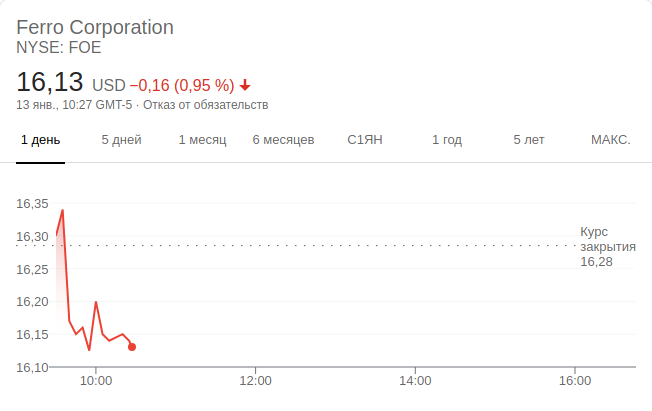 Ferro Corporation
NYSE: FOE
16,13 USD −0,16 (0,95 %)
13 янв., 10:27 GMT-5 · Отказ от обязательств
1 день 5 дней 1 месяц 6 месяцев С1ЯН 1 год 5 лет МАКС.
16,35
16,30
16,25
16,20
16,15
16,10
Курс
закрытия
16,28
10:00 12:00 14:00 16:00